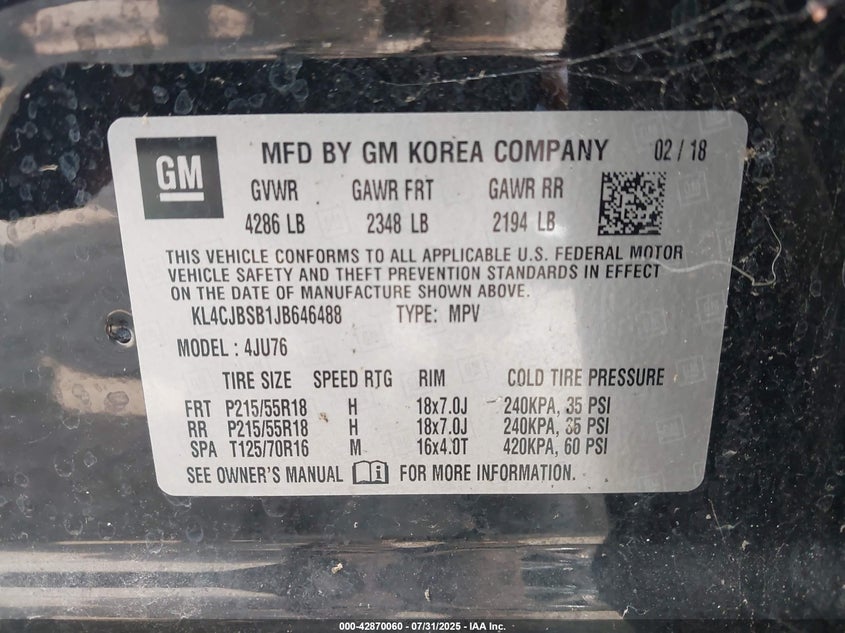 GM
MFD BY GM KOREA COMPANY 02 / 18
GVWR GAWR FRT GAWR RR
4286 LB 2348 LB 2194 LB
THIS VEHICLE CONFORMS TO ALL APPLICABLE U.S. FEDERAL MOTOR
VEHICLE SAFETY AND THEFT PREVENTION STANDARDS IN EFFECT
ON THE DATE OF MANUFACTURE SHOWN ABOVE.
KL4CJBSB1JB646488 TYPE: MPV
MODEL : 4JU76
TIRE SIZE SPEED RTG RIM COLD TIRE PRESSURE
FRT P215/55R18 H 18x7.0J 240KPA, 35 PSI
RR P215/55R18 H 18x7.0J 240KPA, 35 PSI
SPA T125/70R16 M 16x4.0T 420KPA, 60 PSI
SEE OWNER'S MANUAL FOR MORE INFORMATION.
000-42870060 - 07/31/2025 - IAA Inc.